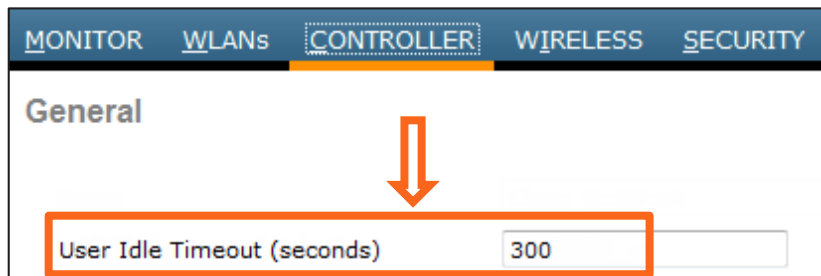 MONITOR WLANs CONTROLLER WIRELESS SECURITY
General
User Idle Timeout (seconds) 300